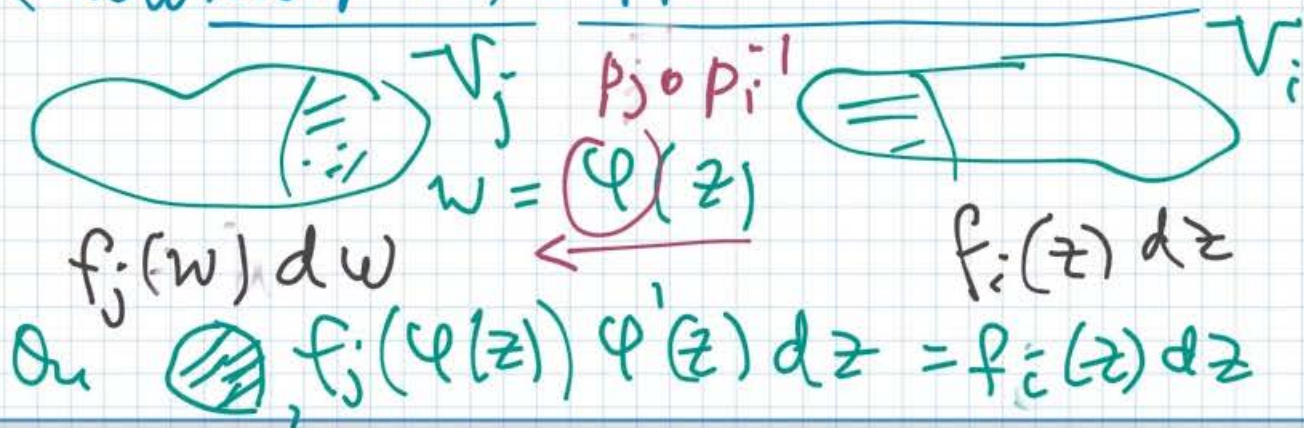 V_j p_j ∘ p_i^{-1} V_i
w = φ(z)
f_j(w) dw f_i(z) dz
On , f_j(φ(z)) φ'(z) dz = f_i(z) dz